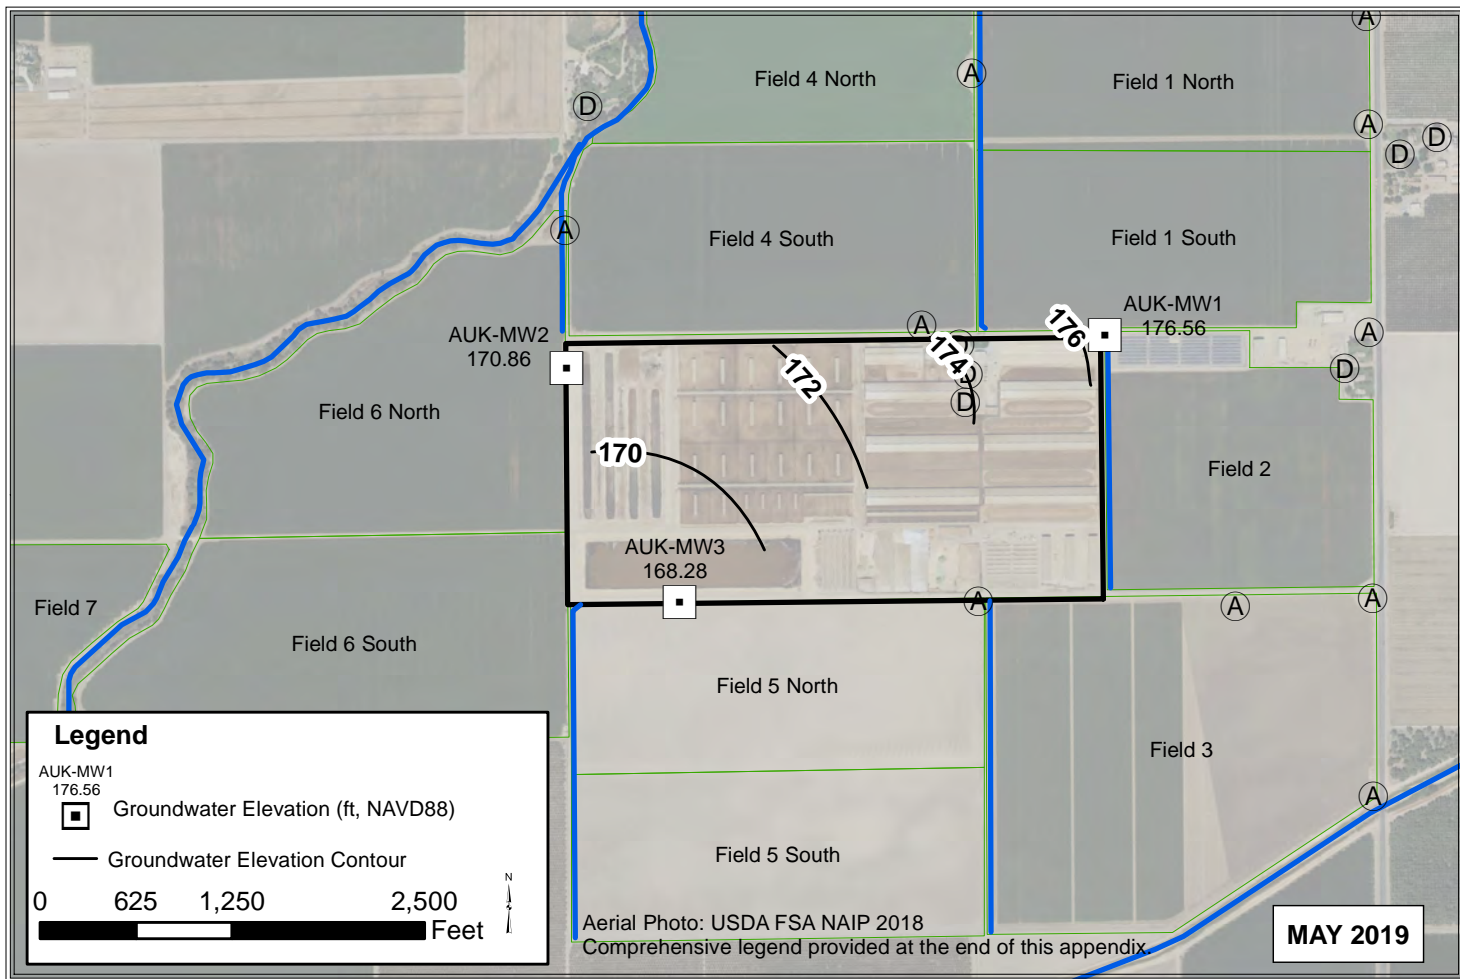 A
Field 4 North
A
Field 1 North
D
A
D
D
A
Field 4 South
Field 1 South
AUK-MW1
176.56
A
176
A
AUK-MW2
170.86
174
D
172
D
D
Field 6 North
170
Field 2
AUK-MW3
168.28
A
A
A
Field 7
Field 6 South
Field 5 North
Field 3
A
Field 5 South
Legend
AUK-MW1
176.56
Groundwater Elevation (ft, NAVD88)
Groundwater Elevation Contour
0 625 1,250 2,500
Feet
N
Aerial Photo: USDA FSA NAIP 2018
Comprehensive legend provided at the end of this appendix.
MAY 2019